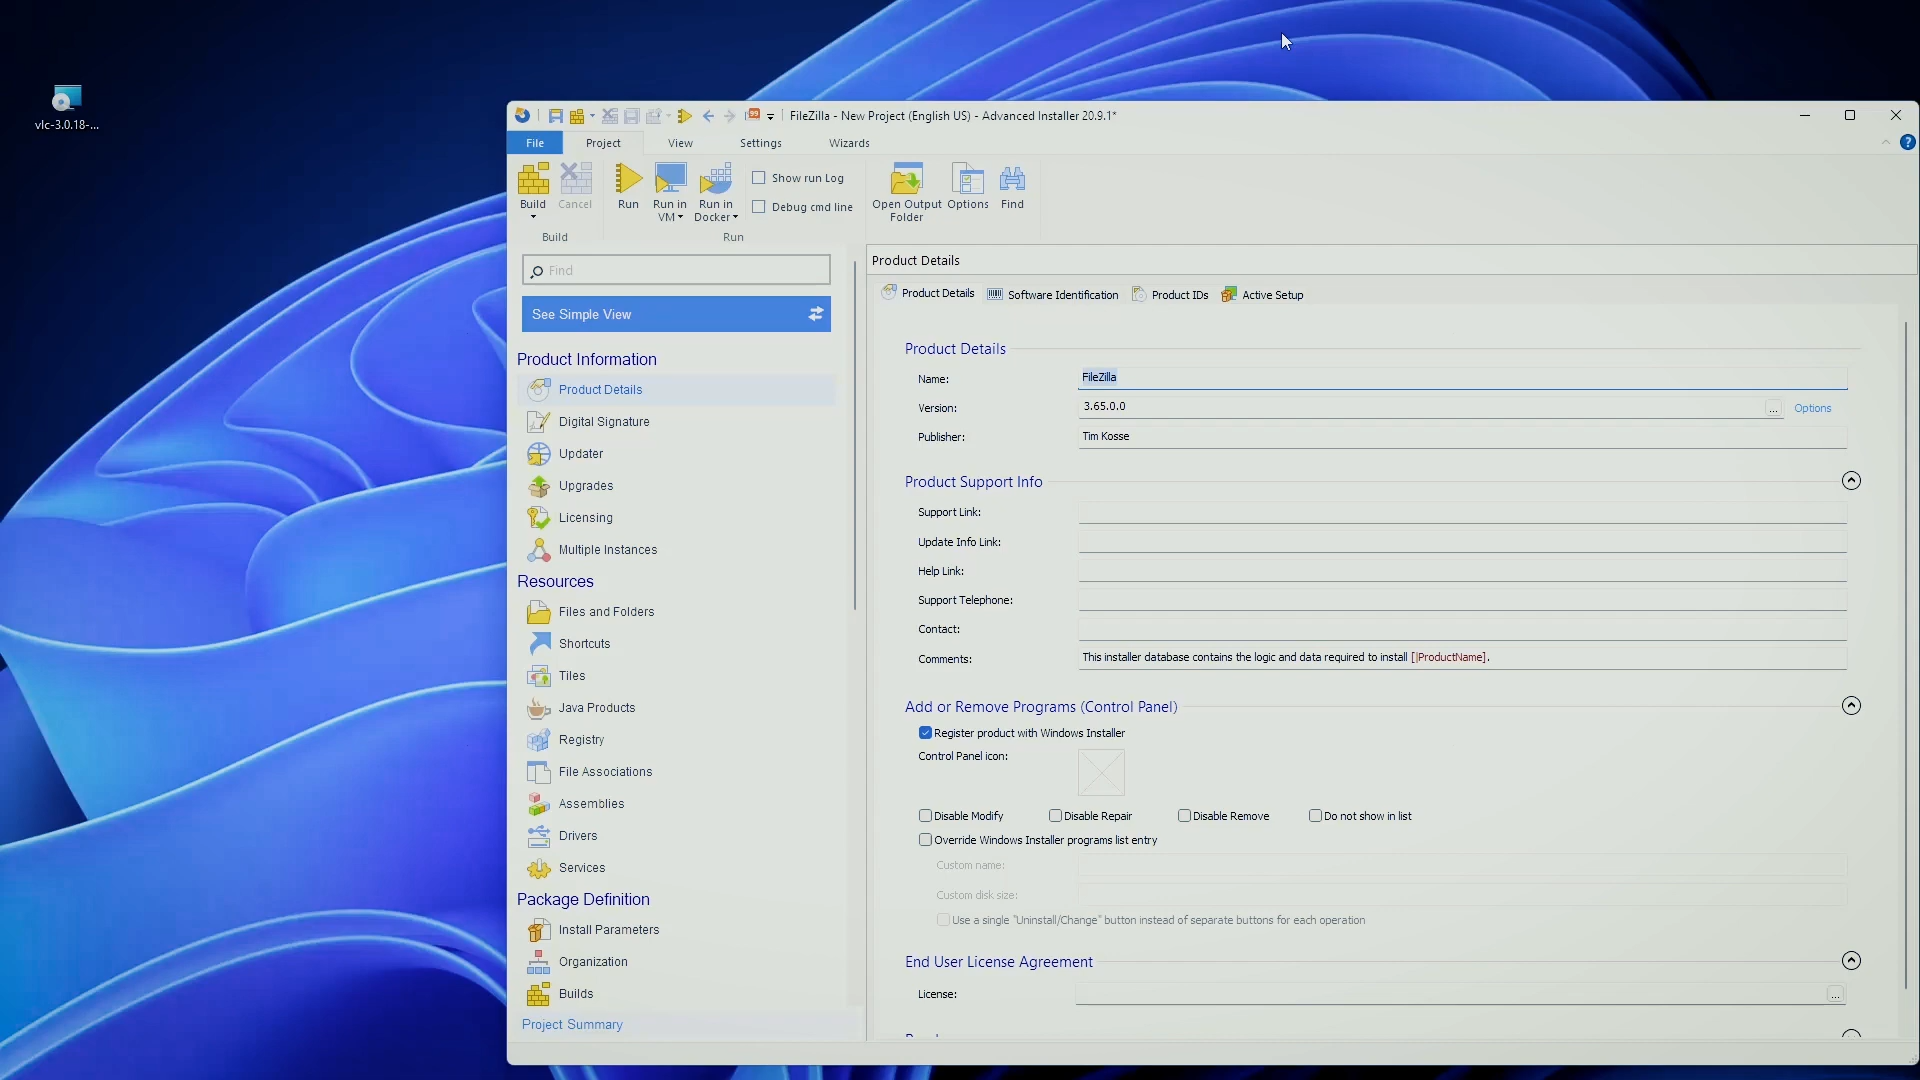 vlc-3.0.18-...
FileZilla - New Project (English US) - Advanced Installer 20.9.1*
File
Project
View
Settings
Wizards
Build
Cancel
Run
Run in VM
Run in Docker
Show run Log
Debug cmd line
Open Output Folder
Options
Find
Build
Run
Find
See Simple View
Product Information
Product Details
Digital Signature
Updater
Upgrades
Licensing
Multiple Instances
Resources
Files and Folders
Shortcuts
Tiles
Java Products
Registry
File Associations
Assemblies
Drivers
Services
Package Definition
Install Parameters
Organization
Builds
Project Summary
Product Details
Product Details
Software Identification
Product IDs
Active Setup
Product Details
Name: FileZilla
Version: 3.65.0.0 ... Options
Publisher: Tim Kosse
Product Support Info
Support Link:
Update Info Link:
Help Link:
Support Telephone:
Contact:
Comments: This installer database contains the logic and data required to install [|ProductName].
Add or Remove Programs (Control Panel)
Register product with Windows Installer
Control Panel icon:
Disable Modify
Disable Repair
Disable Remove
Do not show in list
Override Windows Installer programs list entry
Custom name:
Custom disk size:
Use a single "Uninstall/Change" button instead of separate buttons for each operation
End User License Agreement
License: ...